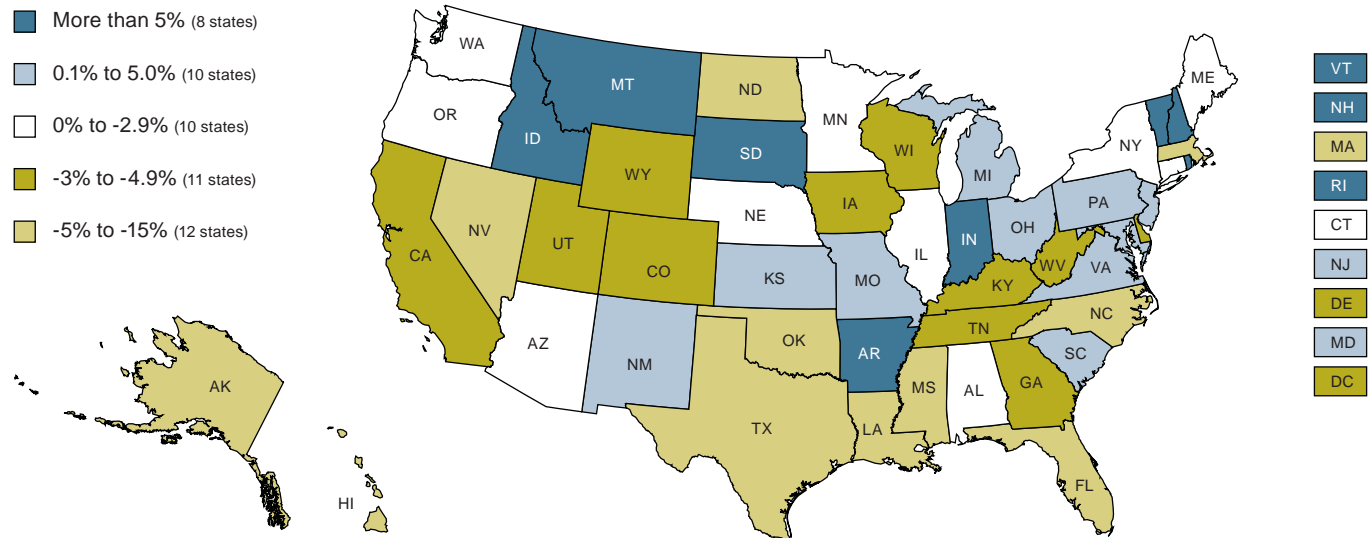 More than 5% (8 states)
0.1% to 5.0% (10 states)
0% to -2.9% (10 states)
-3% to -4.9% (11 states)
-5% to -15% (12 states)
WA
OR
CA
NV
ID
MT
WY
UT
CO
AZ
NM
ND
SD
NE
KS
OK
TX
MN
IA
MO
AR
LA
WI
IL
MI
IN
OH
KY
TN
MS
AL
GA
FL
SC
NC
VA
WV
PA
NY
ME
AK
HI
VT
NH
MA
RI
CT
NJ
DE
MD
DC